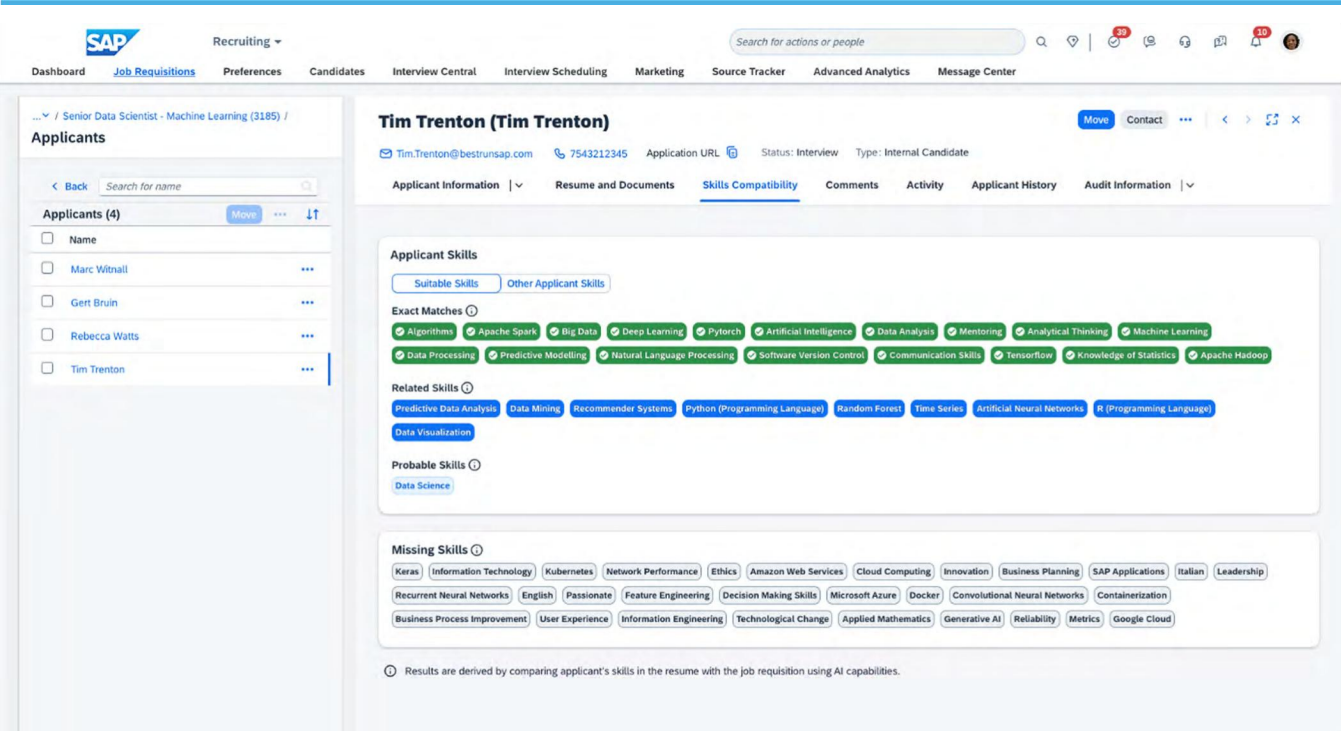 SAP
Recruiting
Search for actions or people
39
10
Dashboard Job Requisitions Preferences Candidates Interview Central Interview Scheduling Marketing Source Tracker Advanced Analytics Message Center
... / Senior Data Scientist - Machine Learning (3185) /
Applicants
Back Search for name
Applicants (4) Move ...
Name
Marc Witnall ...
Gert Bruin ...
Rebecca Watts ...
Tim Trenton ...
Tim Trenton (Tim Trenton)
Move Contact ...
Tim.Trenton@bestrunsap.com 7543212345 Application URL Status: Interview Type: Internal Candidate
Applicant Information Resume and Documents Skills Compatibility Comments Activity Applicant History Audit Information
Applicant Skills
Suitable Skills Other Applicant Skills
Exact Matches
Algorithms Apache Spark Big Data Deep Learning Pytorch Artificial Intelligence Data Analysis Mentoring Analytical Thinking Machine Learning
Data Processing Predictive Modelling Natural Language Processing Software Version Control Communication Skills Tensorflow Knowledge of Statistics Apache Hadoop
Related Skills
Predictive Data Analysis Data Mining Recommender Systems Python (Programming Language) Random Forest Time Series Artificial Neural Networks R (Programming Language)
Data Visualization
Probable Skills
Data Science
Missing Skills
Keras Information Technology Kubernetes Network Performance Ethics Amazon Web Services Cloud Computing Innovation Business Planning SAP Applications Italian Leadership
Recurrent Neural Networks English Passionate Feature Engineering Decision Making Skills Microsoft Azure Docker Convolutional Neural Networks Containerization
Business Process Improvement User Experience Information Engineering Technological Change Applied Mathematics Generative AI Reliability Metrics Google Cloud
Results are derived by comparing applicant's skills in the resume with the job requisition using AI capabilities.